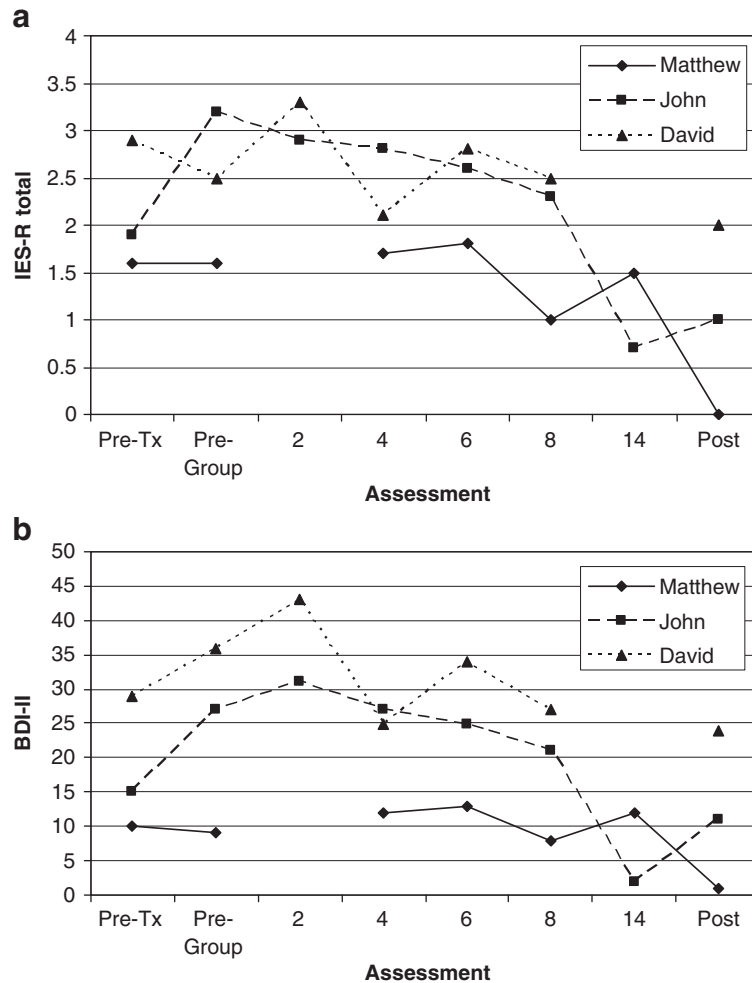 a
4
3.5
3
2.5
2
1.5
1
0.5
0
IES-R total
Matthew
John
David
Pre-Tx Pre- 2 4 6 8 14 Post
Group
Assessment
b
50
45
40
35
30
25
20
15
10
5
0
BDI-II
Matthew
John
David
Pre-Tx Pre- 2 4 6 8 14 Post
Group
Assessment